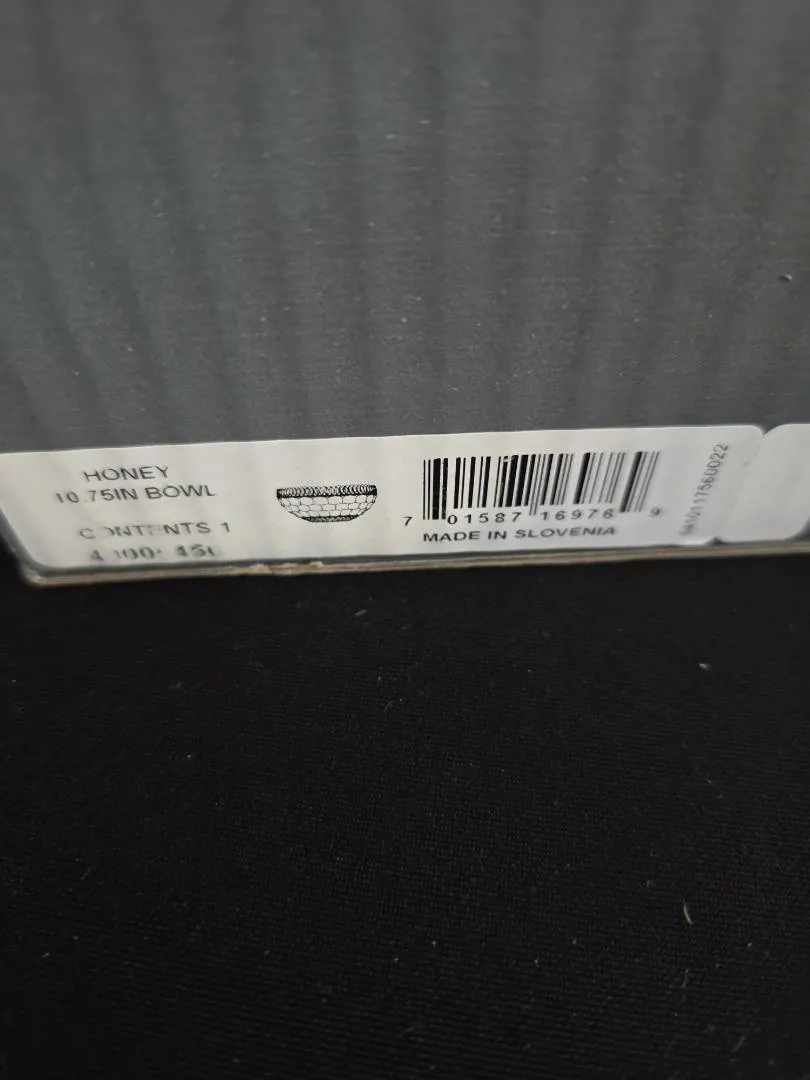 HONEY
10.75IN BOWL
CONTENTS 1
7 01587 16976 9
MADE IN SLOVENIA